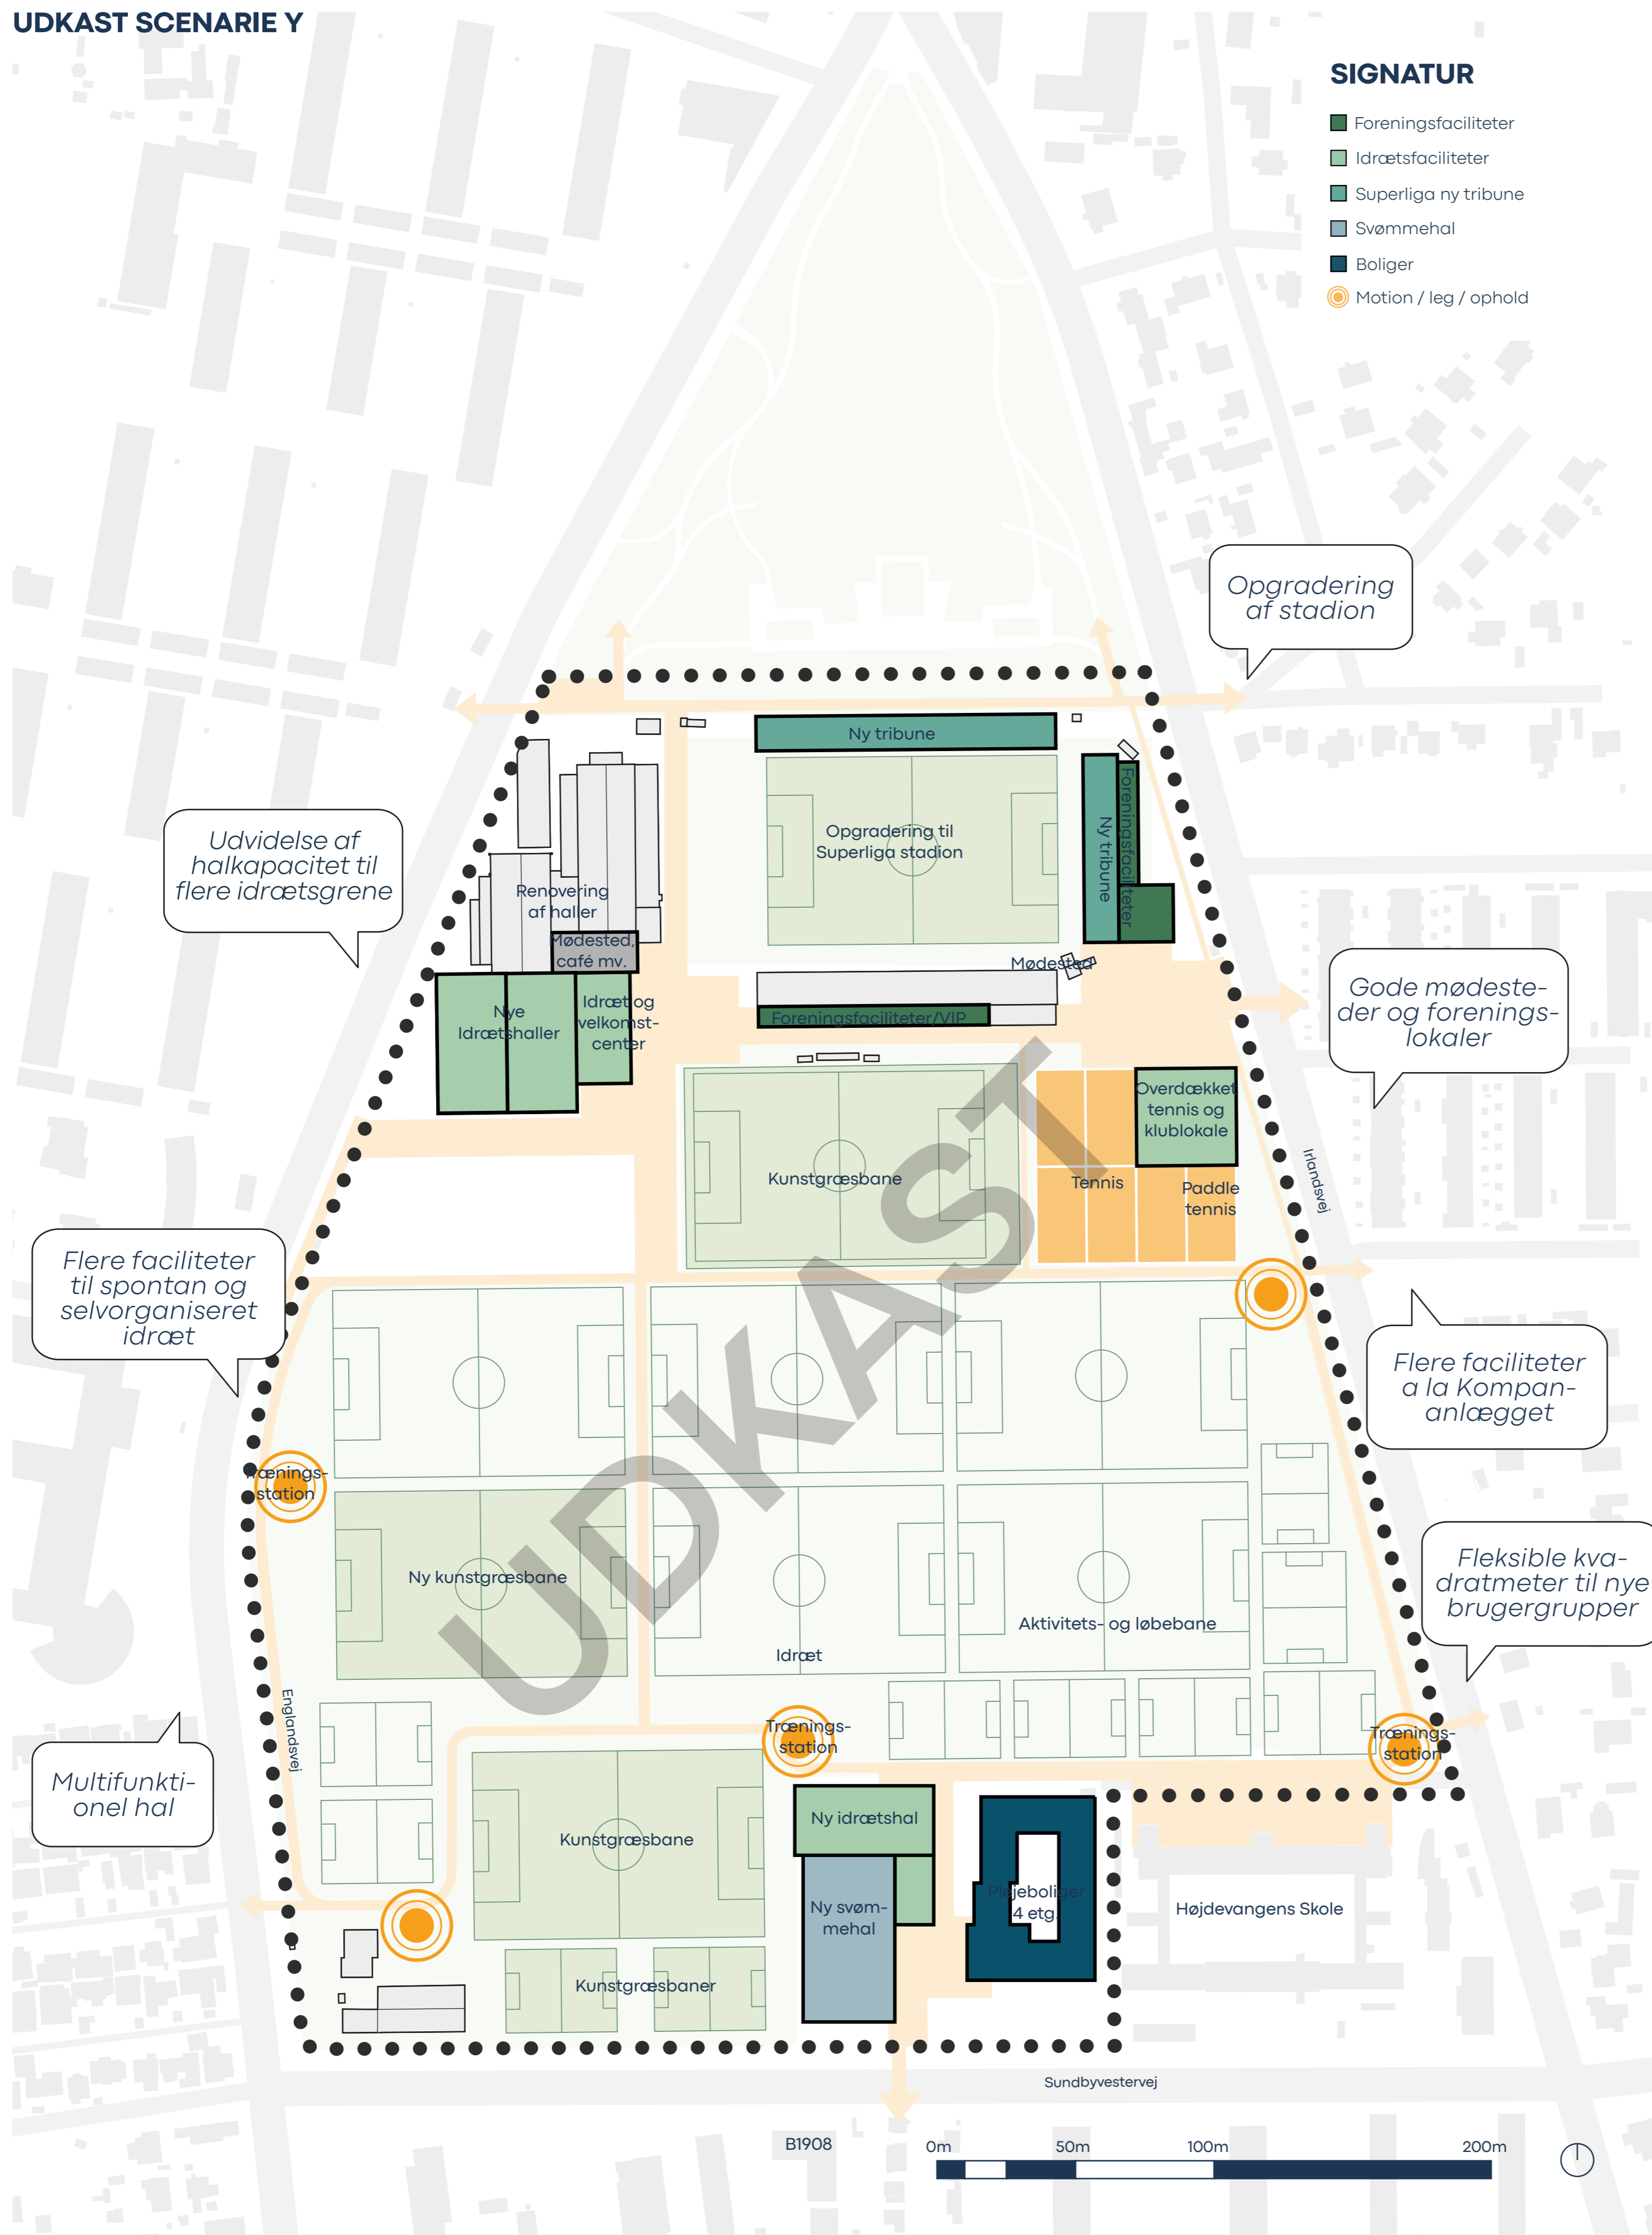 UDKAST SCENARIE Y
SIGNATUR
Foreningsfaciliteter
Idrætsfaciliteter
Superliga ny tribune
Svømmehal
Boliger
Motion / leg / ophold
Opgradering
af stadion
Ny tribune
Opgradering til
Superliga stadion
Ny tribune
Foreningsfaciliteter
Udvidelse af
halkapacitet til
flere idrætsgrene
Renovering
af haller
Mødested,
café mv.
Mødested
Nye
Idrætshaller
Idræt og
velkomst-
center
Foreningsfaciliteter/VIP
Gode mødeste-
der og forenings-
lokaler
Overdækket
tennis og
klublokale
Kunstgræsbane
Tennis
Paddle
tennis
Irlandsvej
Flere faciliteter
til spontan og
selvorganiseret
idræt
Flere faciliteter
a la Kompan-
anlægget
UDKAST
Trænings-
station
Ny kunstgræsbane
Idræt
Aktivitets- og løbebane
Fleksible kva-
dratmeter til nye
brugergrupper
Englandsvej
Trænings-
station
Trænings-
station
Multifunkti-
onel hal
Kunstgræsbane
Ny idrætshal
Ny svøm-
mehal
Plejeboliger
4 etg.
Højdevangens Skole
Kunstgræsbaner
Sundbyvestervej
B1908
0m 50m 100m 200m